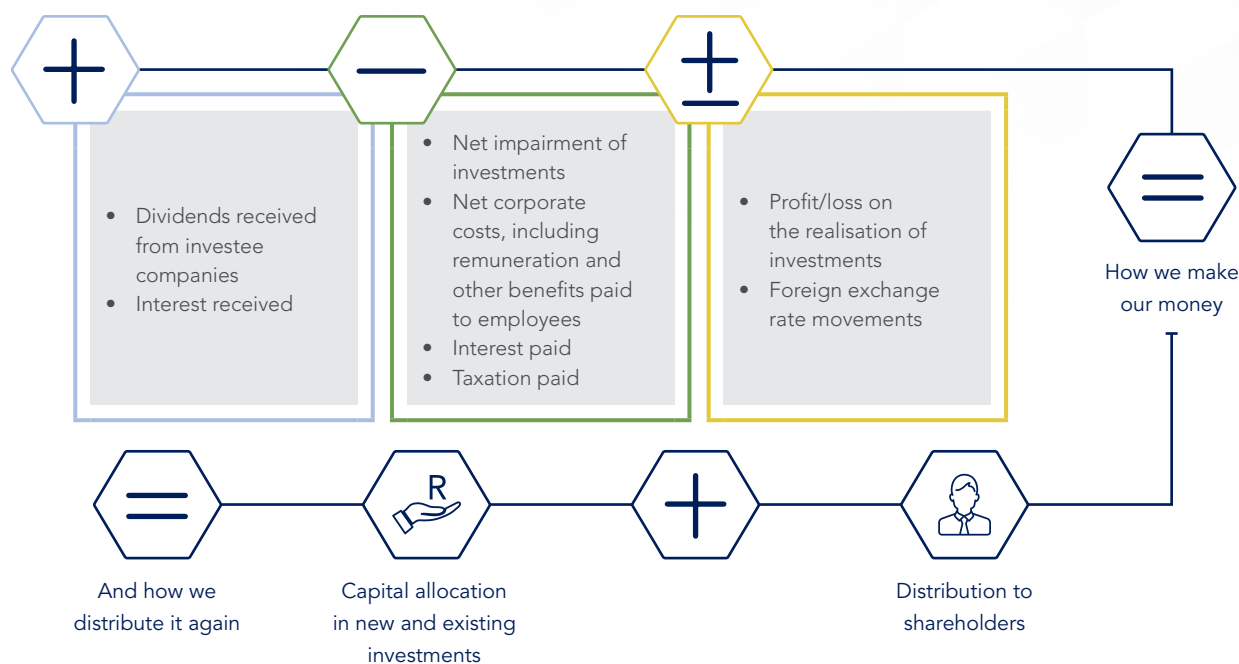 • Dividends received
from investee
companies
• Interest received
• Net impairment of
investments
• Net corporate
costs, including
remuneration and
other benefits paid
to employees
• Interest paid
• Taxation paid
• Profit/loss on
the realisation of
investments
• Foreign exchange
rate movements
How we make
our money
R
And how we
distribute it again
Capital allocation
in new and existing
investments
Distribution to
shareholders